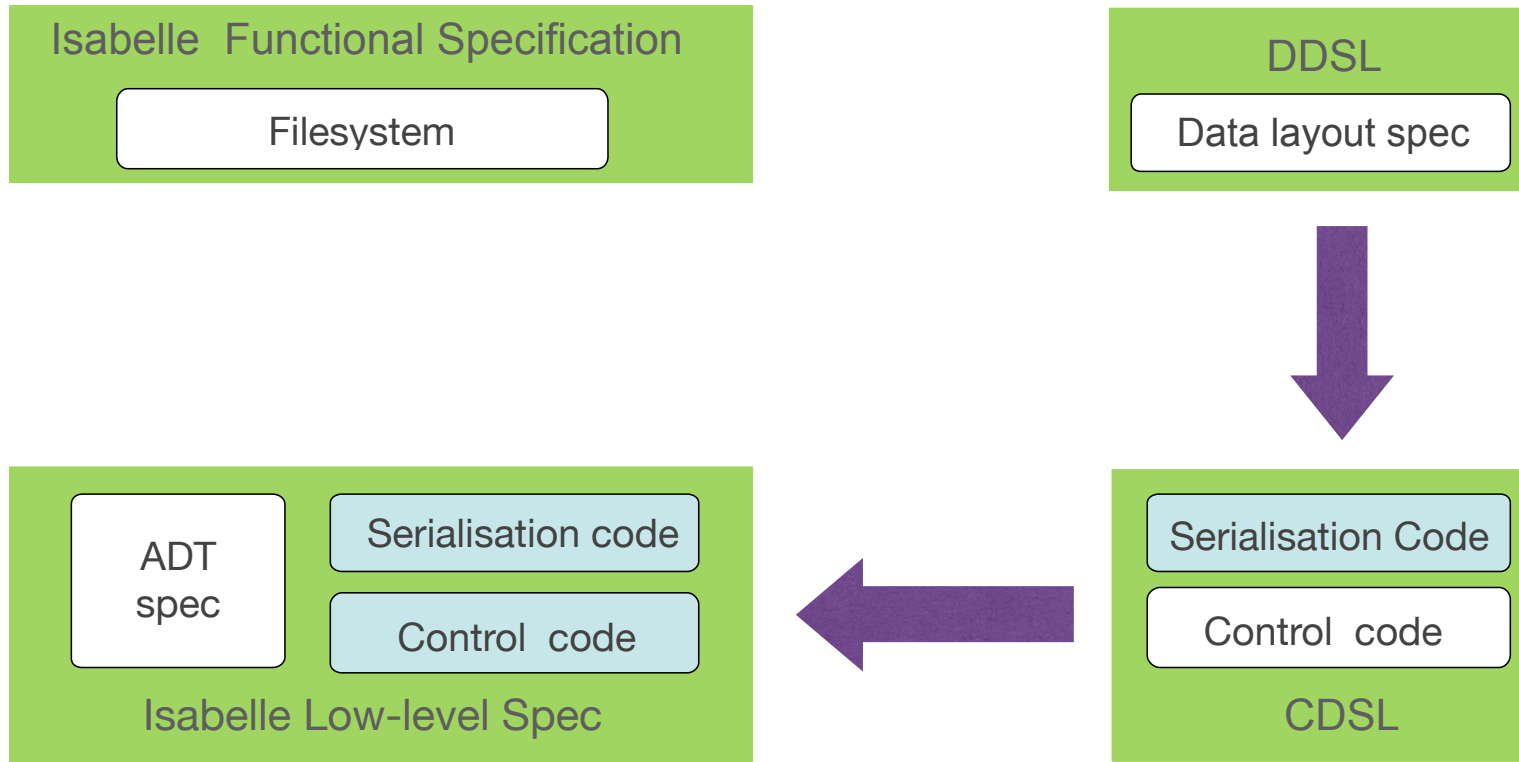 Isabelle  Functional Specification
Filesystem
DDSL
Data layout spec
ADT
spec
Serialisation code
Control  code
Isabelle Low-level Spec
Serialisation Code
Control  code
CDSL